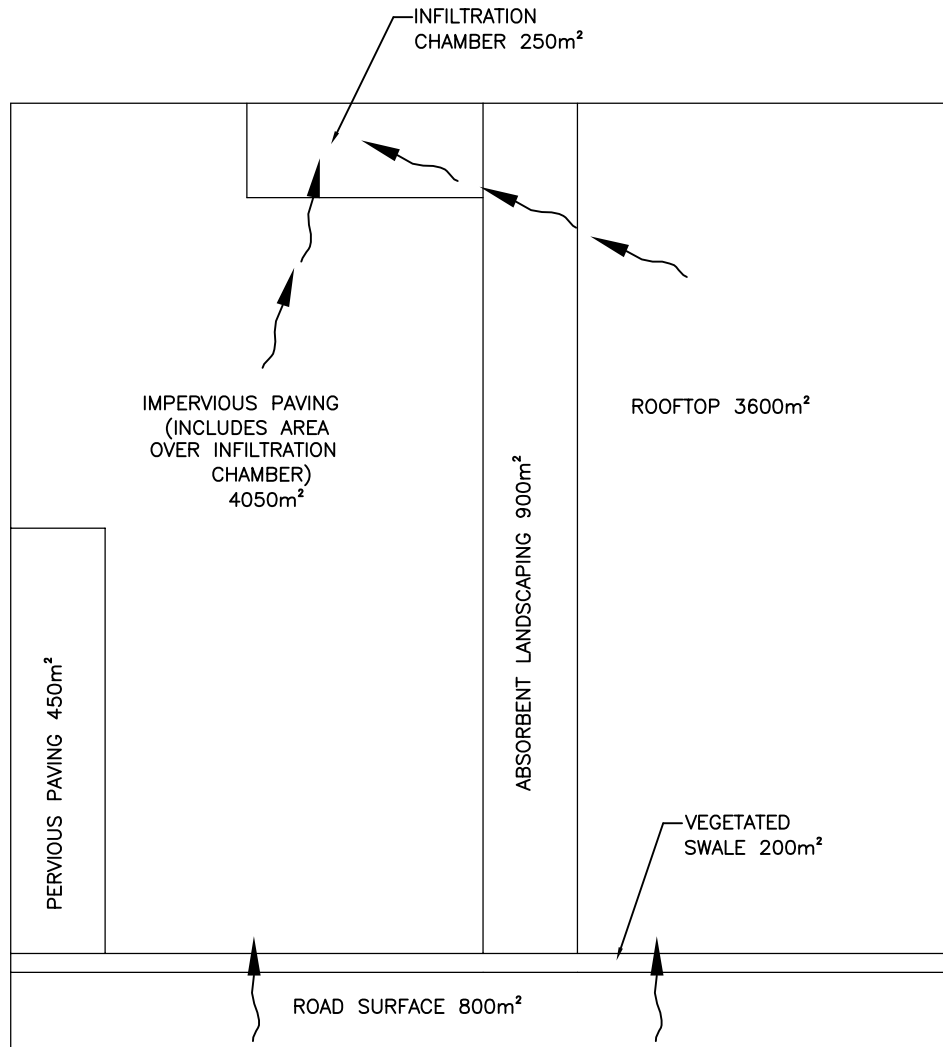 INFILTRATION
CHAMBER 250m²
IMPERVIOUS PAVING
(INCLUDES AREA
OVER INFILTRATION
CHAMBER)
4050m²
ROOFTOP 3600m²
ABSORBENT LANDSCAPING 900m²
PERVIOUS PAVING 450m²
VEGETATED
SWALE 200m²
ROAD SURFACE 800m²